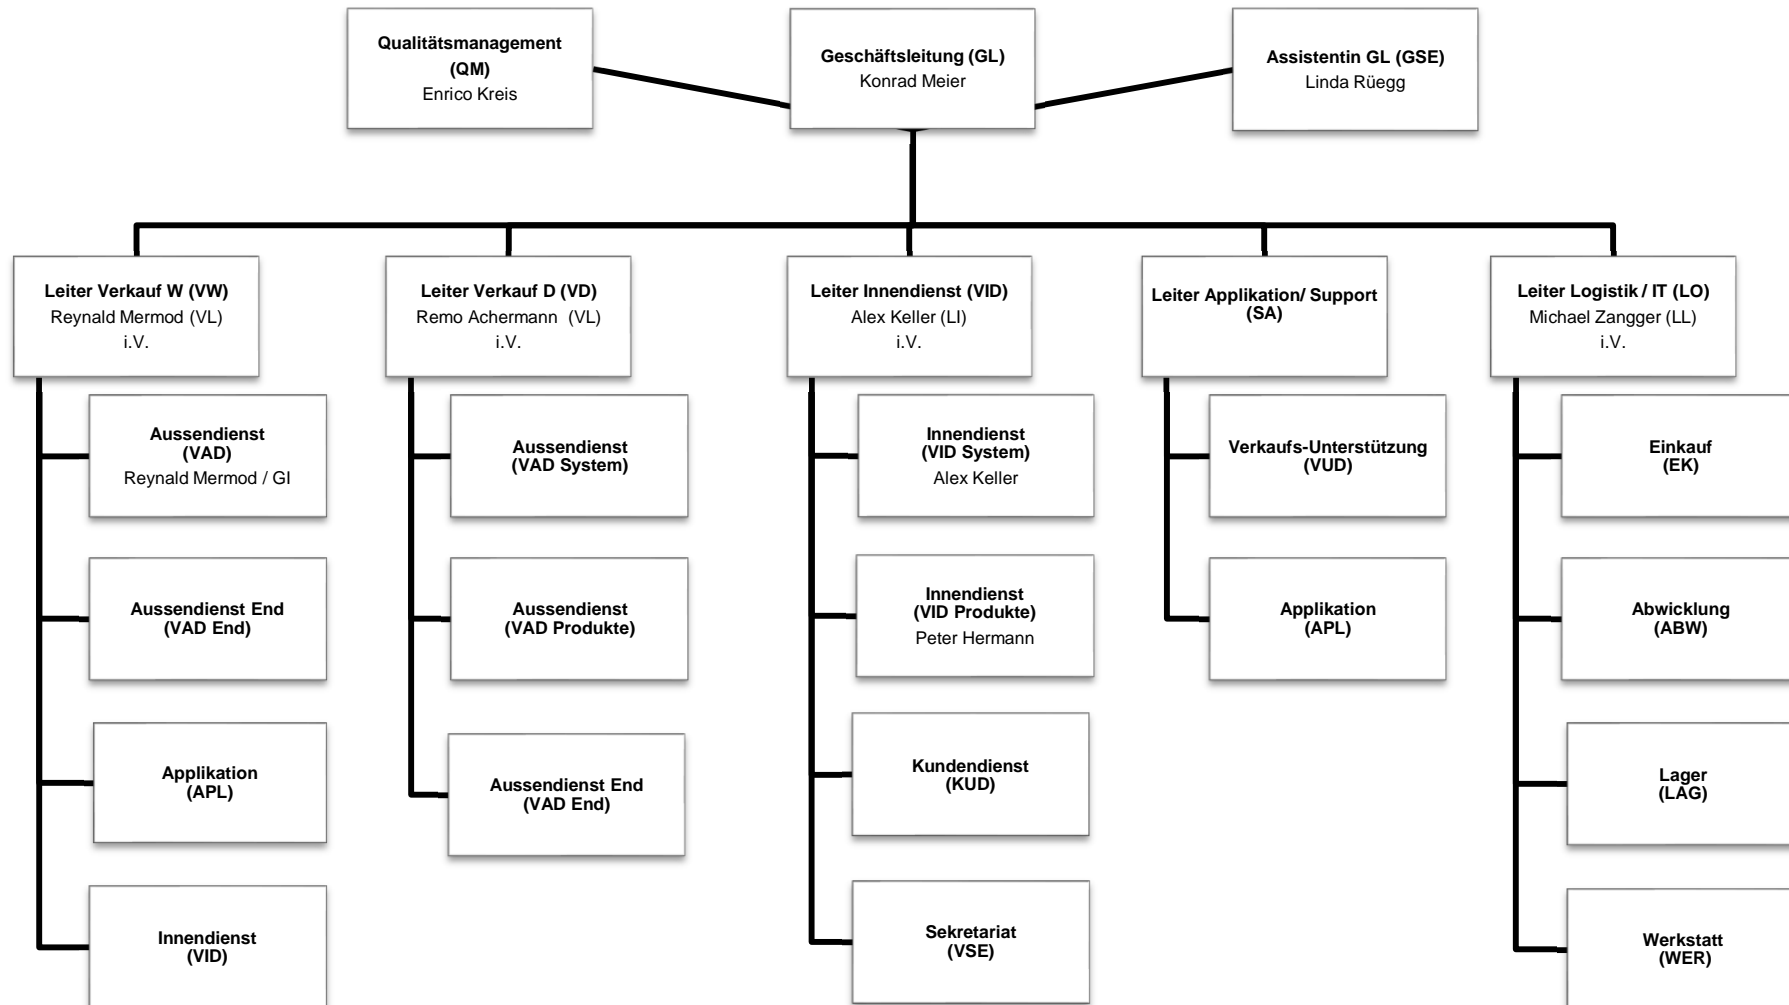 Qualitätsmanagement
(QM)
Enrico Kreis
Geschäftsleitung (GL)
Konrad Meier
Assistentin GL (GSE)
Linda Rüegg
Leiter Verkauf W (VW)
Reynald Mermod (VL)
i.V.
Leiter Verkauf D (VD)
Remo Achermann (VL)
i.V.
Leiter Innendienst (VID)
Alex Keller (LI)
i.V.
Leiter Applikation/ Support
(SA)
Leiter Logistik / IT (LO)
Michael Zangger (LL)
i.V.
Aussendienst
(VAD)
Reynald Mermod / GI
Aussendienst End
(VAD End)
Applikation
(APL)
Innendienst
(VID)
Aussendienst
(VAD System)
Aussendienst
(VAD Produkte)
Aussendienst End
(VAD End)
Innendienst
(VID System)
Alex Keller
Innendienst
(VID Produkte)
Peter Hermann
Kundendienst
(KUD)
Sekretariat
(VSE)
Verkaufs-Unterstützung
(VUD)
Applikation
(APL)
Einkauf
(EK)
Abwicklung
(ABW)
Lager
(LAG)
Werkstatt
(WER)